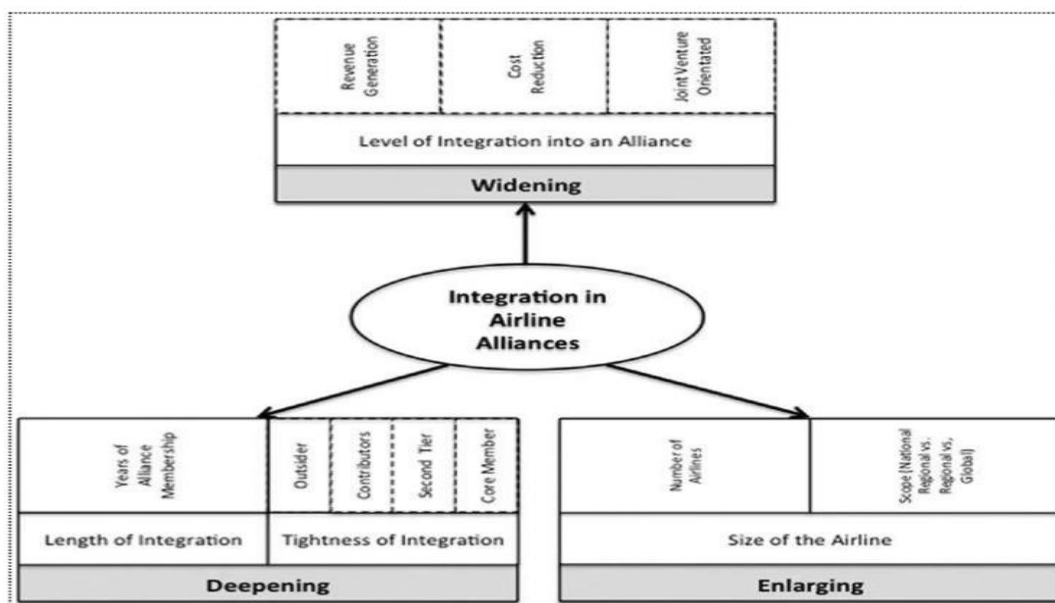 Revenue
Generation
Cost
Reduction
Joint Venture
Orientated
Level of Integration into an Alliance
Widening
Integration in
Airline
Alliances
Years of
Alliance
Membership
Outsider
Contributors
Second Tier
Core Member
Length of Integration
Tightness of Integration
Deepening
Number of
Airlines
Scope (National
Regional vs.
Regional vs,
Global)
Size of the Airline
Enlarging